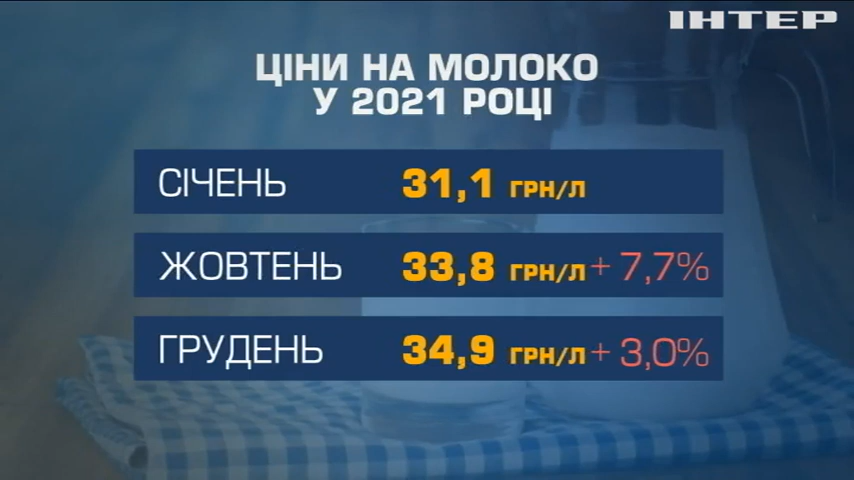 ІНТЕР
ЦІНИ НА МОЛОКО
У 2021 РОЦІ
СІЧЕНЬ 31,1 ГРН/Л
ЖОВТЕНЬ 33,8 ГРН/Л + 7,7%
ГРУДЕНЬ 34,9 ГРН/Л + 3,0%